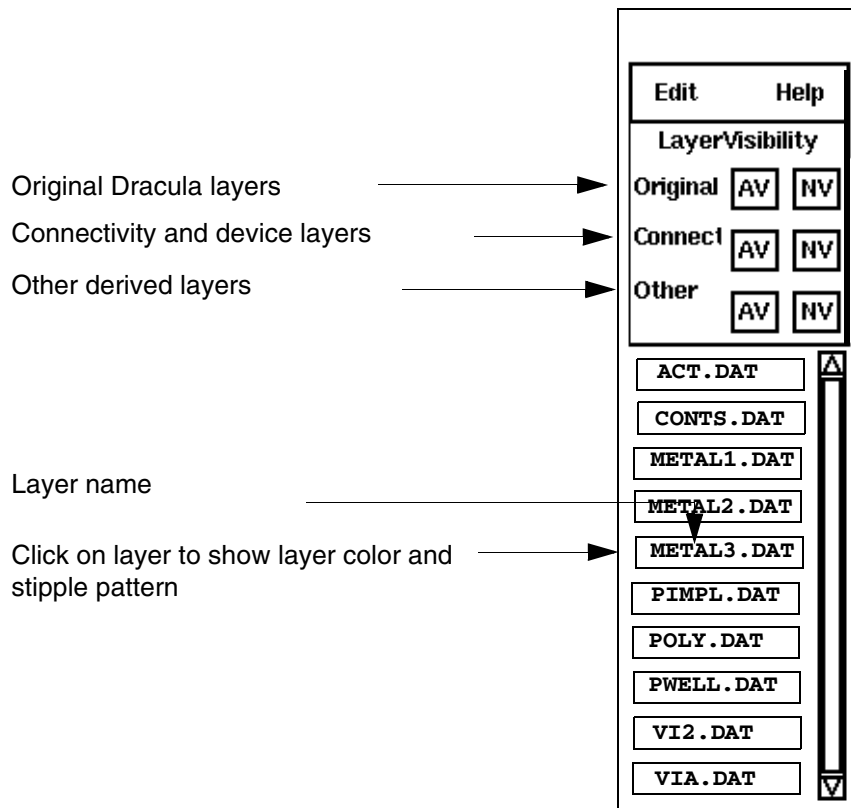 Edit Help
LayerVisibility
Original Dracula layers
Original AV NV
Connectivity and device layers
Connect AV NV
Other derived layers
Other AV NV
ACT.DAT
CONTS.DAT
METAL1.DAT
Layer name
METAL2.DAT
METAL3.DAT
Click on layer to show layer color and
stipple pattern
PIMPL.DAT
POLY.DAT
PWELL.DAT
VI2.DAT
VIA.DAT